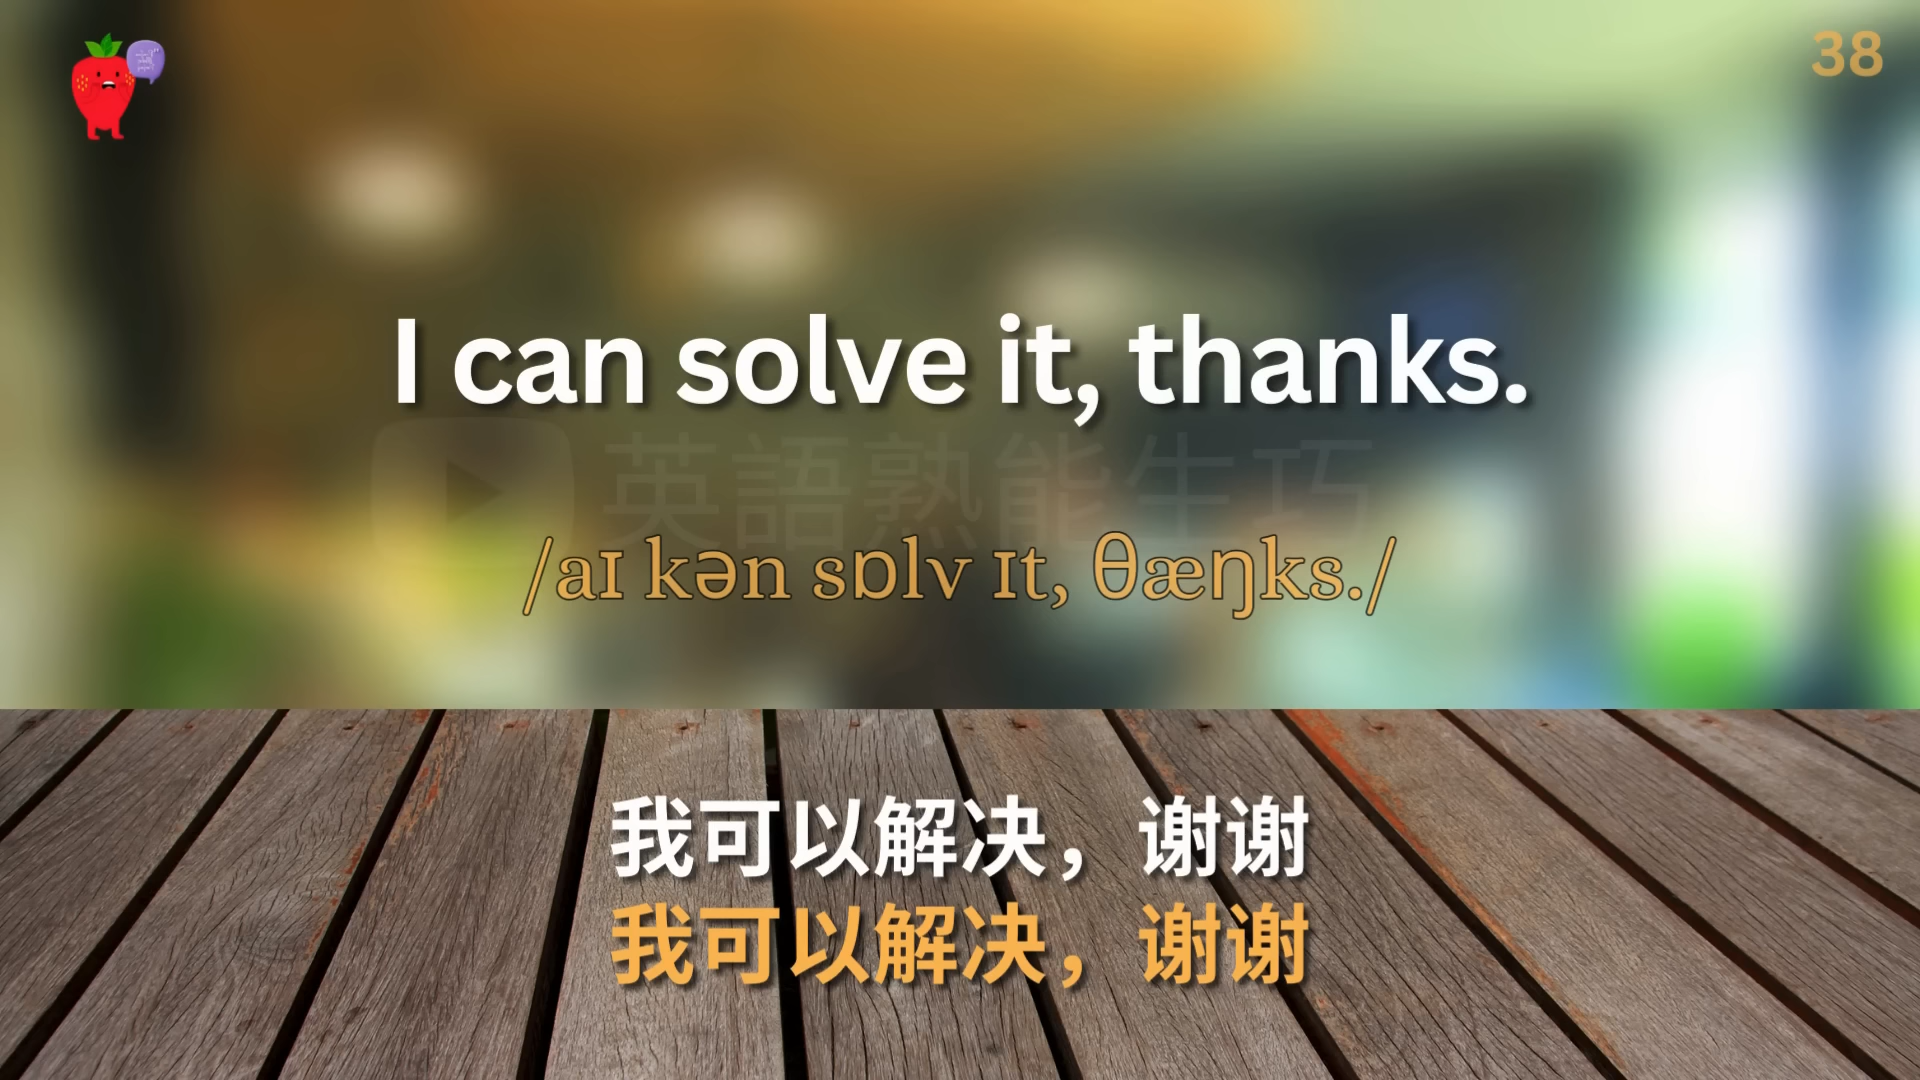 38
I can solve it, thanks.
英語熟能生巧
/aɪ kən sɒlv ɪt, θæŋks./
我可以解决，谢谢
我可以解决，谢谢